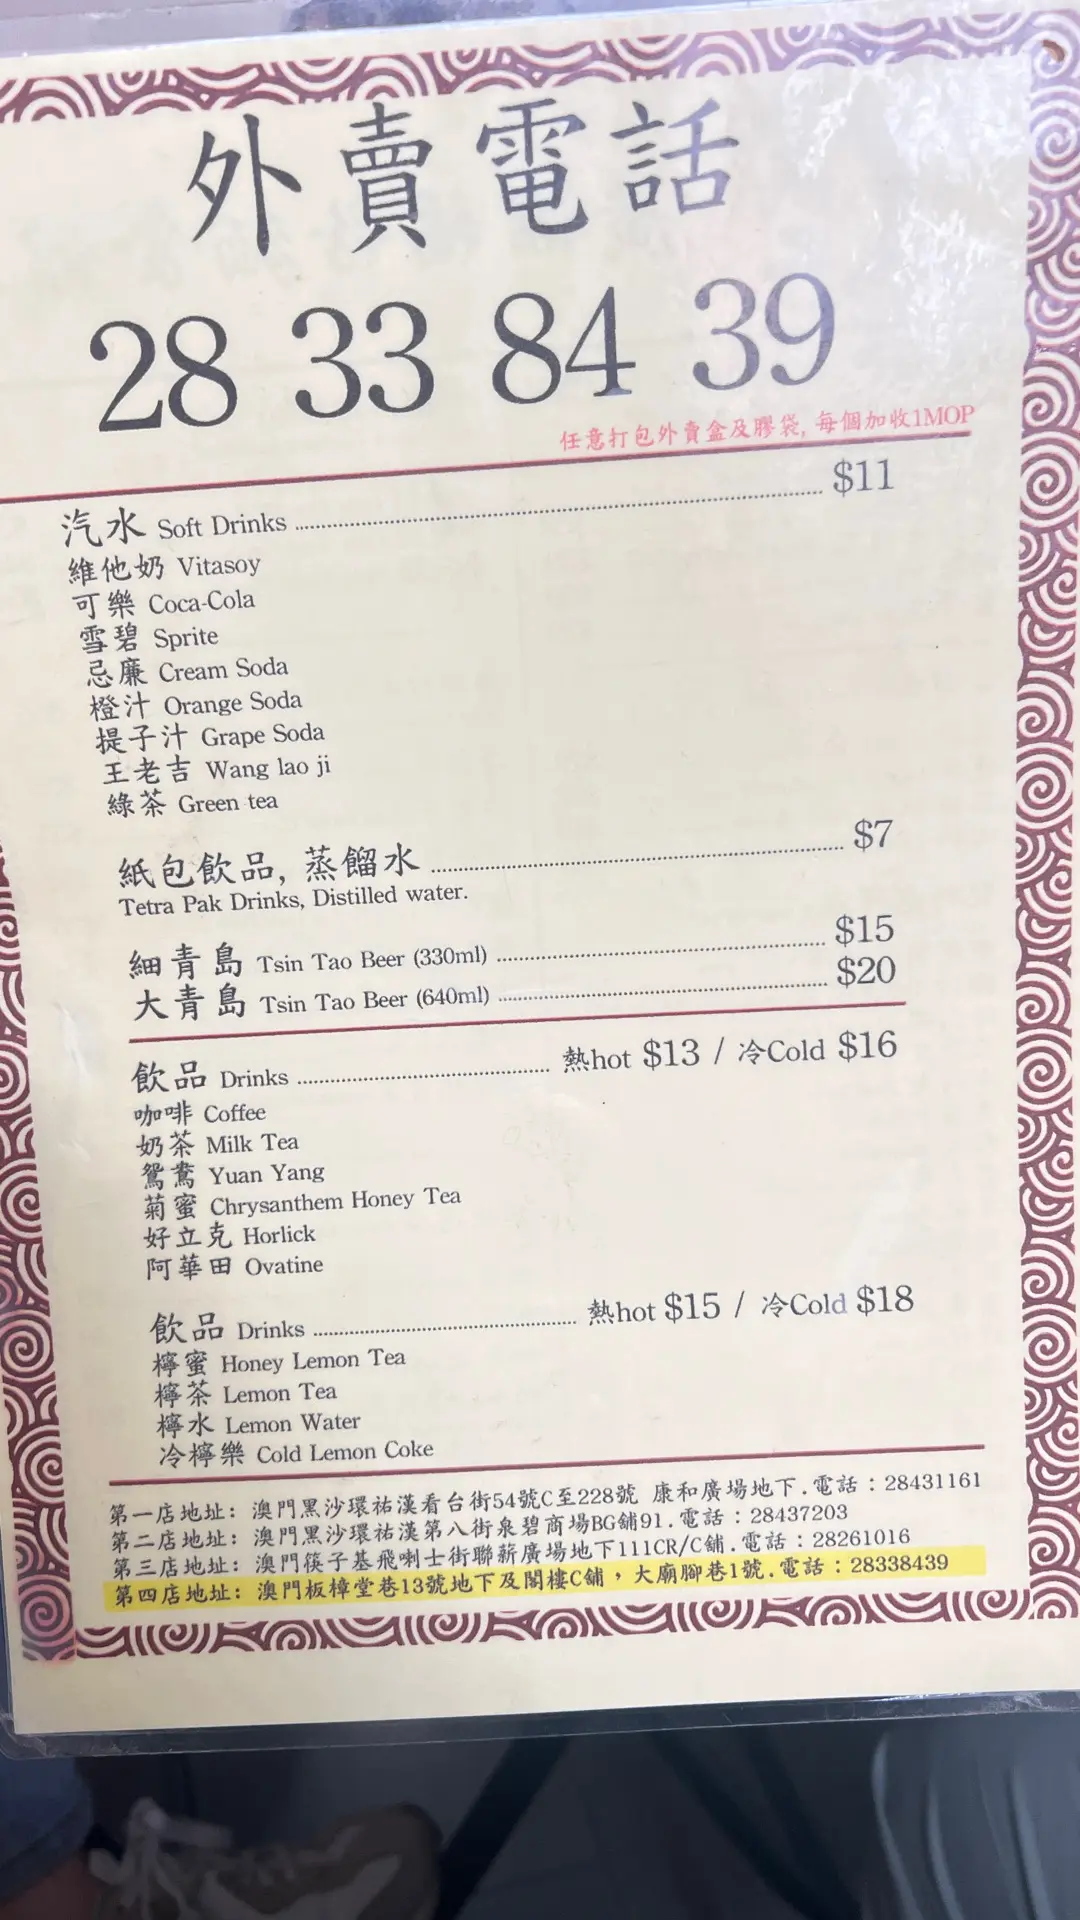 外賣電話
28 33 84 39
任意打包外賣盒及膠袋, 每個加收1MOP
汽水 Soft Drinks ........ $11
維他奶 Vitasoy
可樂 Coca-Cola
雪碧 Sprite
忌廉 Cream Soda
橙汁 Orange Soda
提子汁 Grape Soda
王老吉 Wang lao ji
綠茶 Green tea
紙包飲品, 蒸餾水 ........ $7
Tetra Pak Drinks, Distilled water.
細青島 Tsin Tao Beer (330ml) ........ $15
大青島 Tsin Tao Beer (640ml) ........ $20
飲品 Drinks ........ 熱hot $13 / 冷Cold $16
咖啡 Coffee
奶茶 Milk Tea
鴛鴦 Yuan Yang
菊蜜 Chrysanthem Honey Tea
好立克 Horlick
阿華田 Ovatine
飲品 Drinks ........ 熱hot $15 / 冷Cold $18
檸蜜 Honey Lemon Tea
檸茶 Lemon Tea
檸水 Lemon Water
冷檸樂 Cold Lemon Coke
第一店地址: 澳門黑沙環祐漢看台街54號C至228號 康和廣場地下.電話：28431161
第二店地址: 澳門黑沙環祐漢第八街泉碧商場BG舖91.電話：28437203
第三店地址: 澳門筷子基飛喇士街聯薪廣場地下111CR/C舖.電話：28261016
第四店地址: 澳門板樟堂巷13號地下及閣樓C舖，大廟腳巷1號.電話：28338439